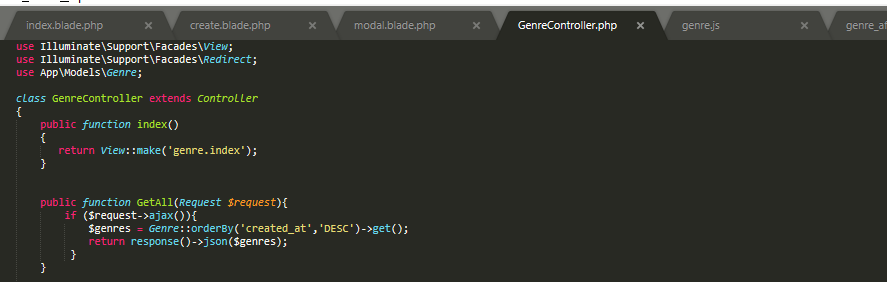 index.blade.php × create.blade.php × modal.blade.php × GenreController.php × genre.js × genre_af
use Illuminate\Support\Facades\View;
use Illuminate\Support\Facades\Redirect;
use App\Models\Genre;
class GenreController extends Controller
{
public function index()
{
return View::make('genre.index');
}
public function GetAll(Request $request){
if ($request->ajax()){
$genres = Genre::orderBy('created_at','DESC')->get();
return response()->json($genres);
}
}